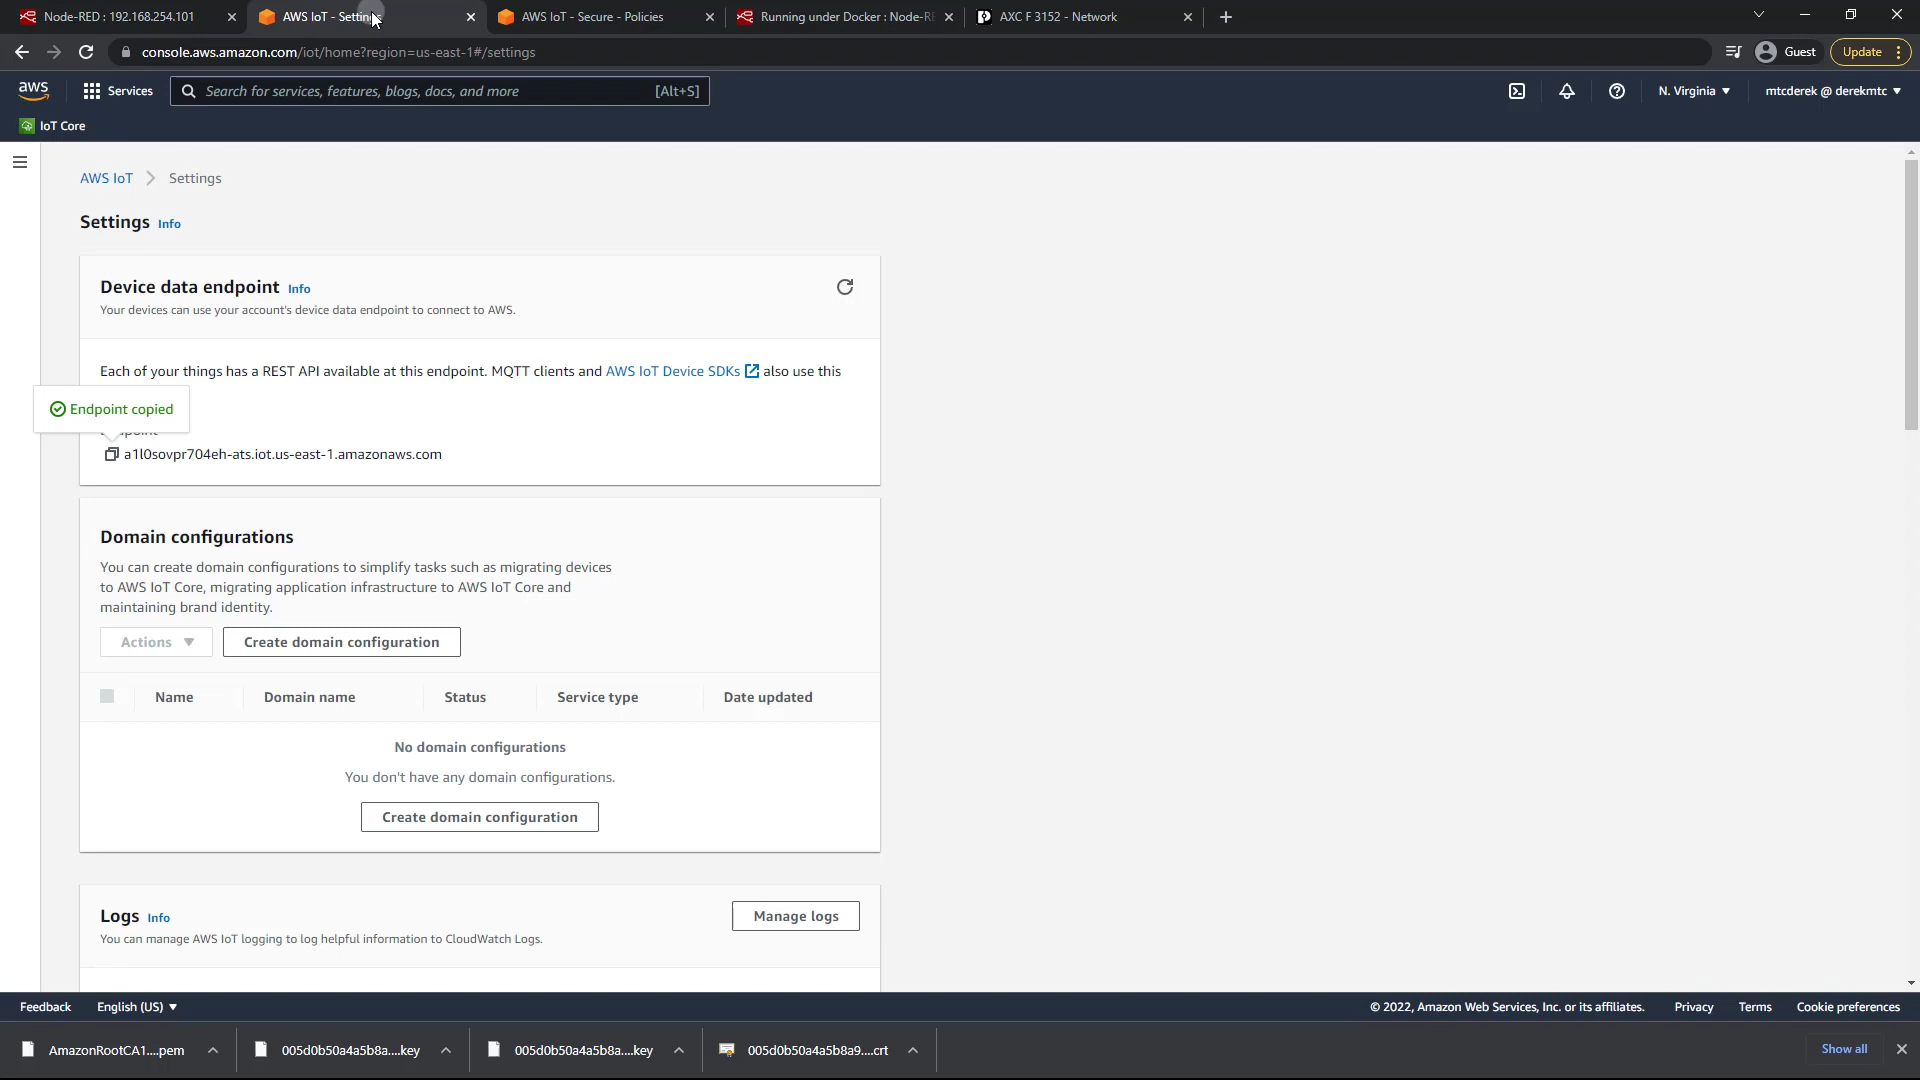 Node-RED : 192.168.254.101
AWS IoT - Settings
AWS IoT - Secure - Policies
Running under Docker : Node-RE
AXC F 3152 - Network
console.aws.amazon.com/iot/home?region=us-east-1#/settings
Guest
Update
aws
Services
Search for services, features, blogs, docs, and more
[Alt+S]
N. Virginia
mtcderek @ derekmtc
IoT Core
AWS IoT
Settings
Settings Info
Device data endpoint Info
Your devices can use your account's device data endpoint to connect to AWS.
Each of your things has a REST API available at this endpoint. MQTT clients and AWS IoT Device SDKs also use this
Endpoint copied
a1l0sovpr704eh-ats.iot.us-east-1.amazonaws.com
Domain configurations
You can create domain configurations to simplify tasks such as migrating devices
to AWS IoT Core, migrating application infrastructure to AWS IoT Core and
maintaining brand identity.
Actions
Create domain configuration
Name
Domain name
Status
Service type
Date updated
No domain configurations
You don't have any domain configurations.
Create domain configuration
Logs Info
Manage logs
You can manage AWS IoT logging to log helpful information to CloudWatch Logs.
Feedback
English (US)
© 2022, Amazon Web Services, Inc. or its affiliates.
Privacy
Terms
Cookie preferences
AmazonRootCA1....pem
005d0b50a4a5b8a....key
005d0b50a4a5b8a....key
005d0b50a4a5b8a9....crt
Show all